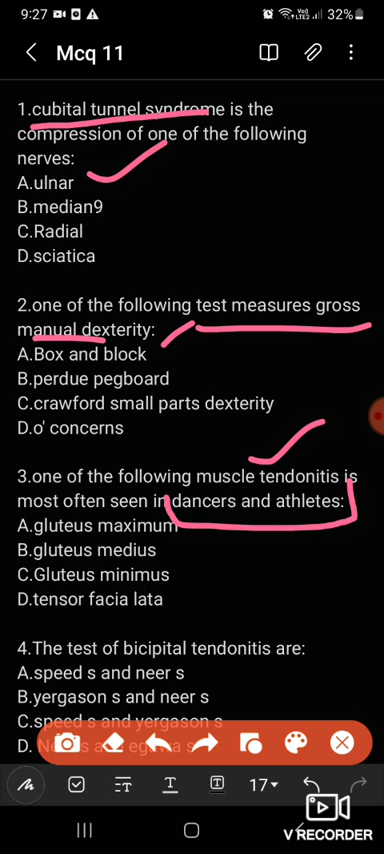 9:27 32%
Mcq 11
1.cubital tunnel syndrome is the
compression of one of the following
nerves:
A.ulnar
B.median9
C.Radial
D.sciatica
2.one of the following test measures gross
manual dexterity:
A.Box and block
B.perdue pegboard
C.crawford small parts dexterity
D.o' concerns
3.one of the following muscle tendonitis is
most often seen in dancers and athletes:
A.gluteus maximum
B.gluteus medius
C.Gluteus minimus
D.tensor facia lata
4.The test of bicipital tendonitis are:
A.speed s and neer s
B.yergason s and neer s
C.speed s and yergason s
D.
17
V RECORDER